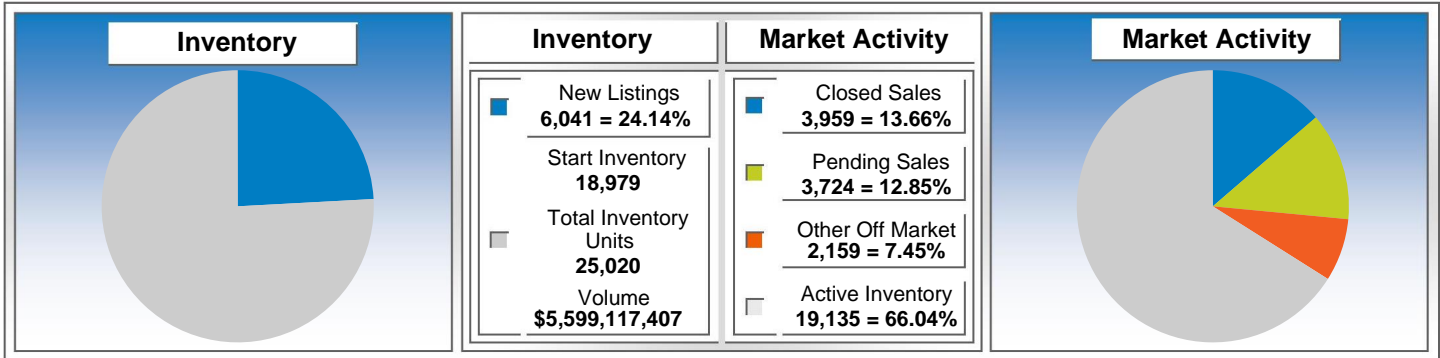 Inventory
Inventory
Market Activity
New Listings
6,041 = 24.14%
Start Inventory
18,979
Total Inventory
Units
25,020
Volume
$5,599,117,407
Closed Sales
3,959 = 13.66%
Pending Sales
3,724 = 12.85%
Other Off Market
2,159 = 7.45%
Active Inventory
19,135 = 66.04%
Market Activity